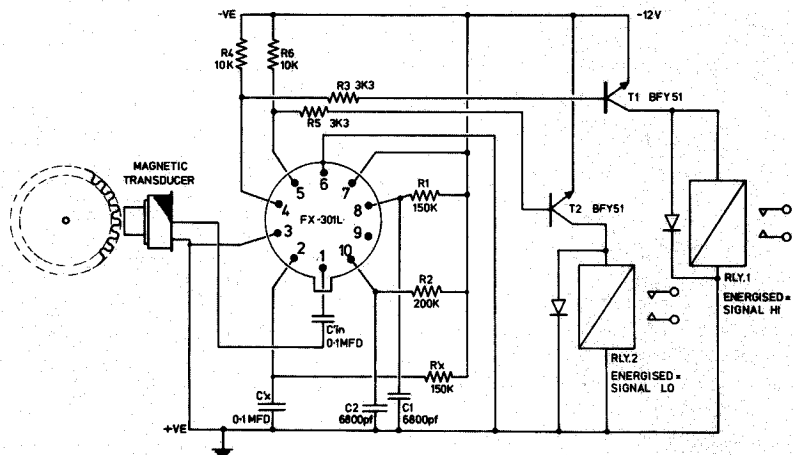 -VE
-12V
R4
10K
R6
10K
R3 3K3
R5 3K3
T1 BFY51
MAGNETIC
TRANSDUCER
FX-301L
1
2
3
4
5
6
7
8
9
10
R1
150K
R2
200K
T2 BFY51
C'in
0·1MFD
R'x
150K
C'x
0·1MFD
C2
6800pf
C1
6800pf
RLY.1
ENERGISED =
SIGNAL HI
RLY.2
ENERGISED =
SIGNAL LO
+VE